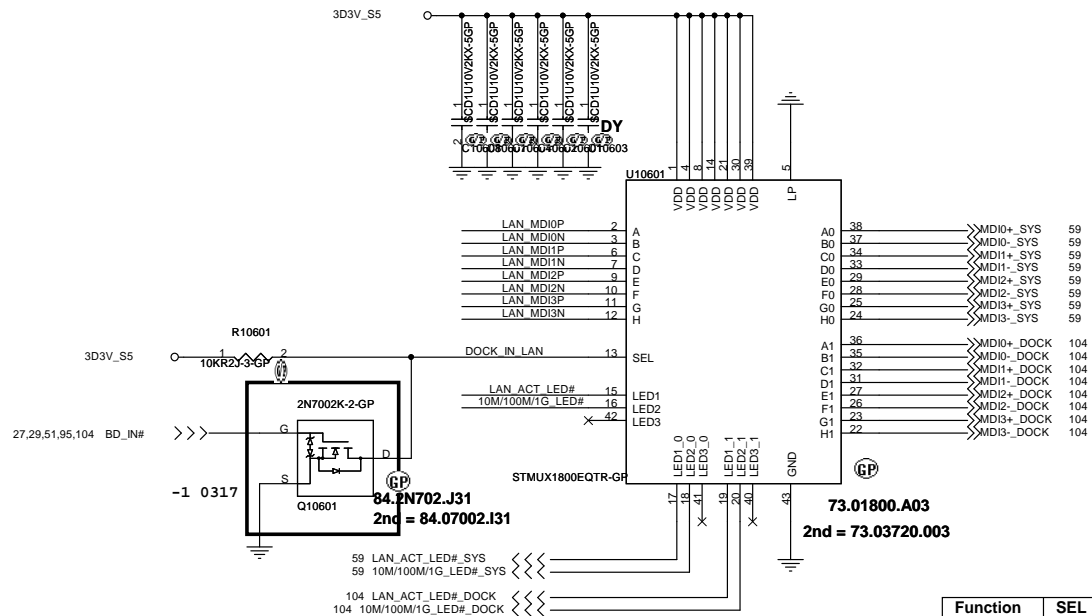 3D3V_S5
SCD1U10V2KX-5GP
SCD1U10V2KX-5GP
SCD1U10V2KX-5GP
SCD1U10V2KX-5GP
SCD1U10V2KX-5GP
SCD1U10V2KX-5GP
1 1 1 1 1 1
2
DY
U10601
1 4 8 14 21 30 39 5
VDD VDD VDD VDD VDD VDD VDD LP
LAN_MDI0P 2 A
LAN_MDI0N 3 B
LAN_MDI1P 6 C
LAN_MDI1N 7 D
LAN_MDI2P 9 E
LAN_MDI2N 10 F
LAN_MDI3P 11 G
LAN_MDI3N 12 H
A0 38 MDI0+_SYS 59
B0 37 MDI0-_SYS 59
C0 34 MDI1+_SYS 59
D0 33 MDI1-_SYS 59
E0 29 MDI2+_SYS 59
F0 28 MDI2-_SYS 59
G0 25 MDI3+_SYS 59
H0 24 MDI3-_SYS 59
A1 36 MDI0+_DOCK 104
B1 35 MDI0-_DOCK 104
C1 32 MDI1+_DOCK 104
D1 31 MDI1-_DOCK 104
E1 27 MDI2+_DOCK 104
F1 26 MDI2-_DOCK 104
G1 23 MDI3+_DOCK 104
H1 22 MDI3-_DOCK 104
R10601
3D3V_S5 1 2 DOCK_IN_LAN 13 SEL
10KR2J-3-GP
LAN_ACT_LED# 15 LED1
10M/100M/1G_LED# 16 LED2
42 LED3
2N7002K-2-GP
27,29,51,95,104 BD_IN# G
D
S
Q10601
GP
-1 0317
84.2N702.J31
2nd = 84.07002.I31
LED1_0 LED2_0 LED3_0 LED1_1 LED2_1 LED3_1 GND
17 18 41 19 20 40 43
STMUX1800EQTR-GP
GP
73.01800.A03
2nd = 73.03720.003
59 LAN_ACT_LED#_SYS
59 10M/100M/1G_LED#_SYS
104 LAN_ACT_LED#_DOCK
104 10M/100M/1G_LED#_DOCK
Function SEL